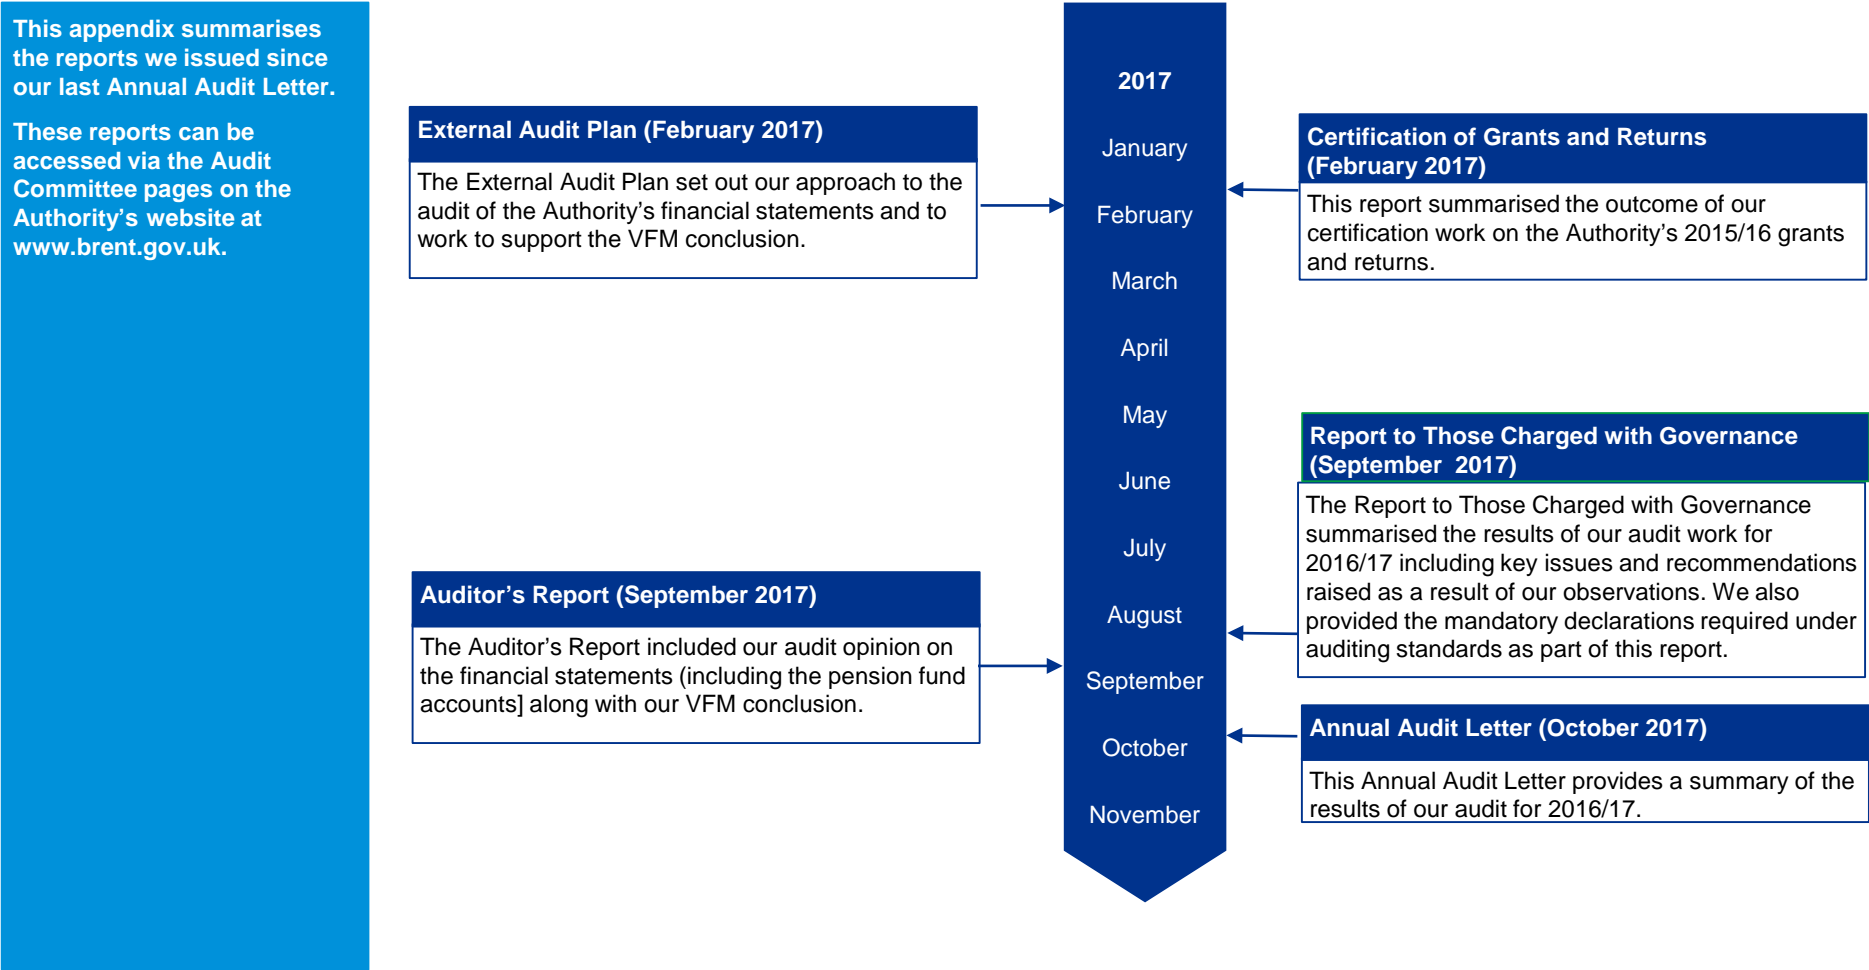 This appendix summarises
the reports we issued since
our last Annual Audit Letter.
These reports can be
accessed via the Audit
Committee pages on the
Authority’s website at
www.brent.gov.uk.
External Audit Plan (February 2017)
The External Audit Plan set out our approach to the
audit of the Authority’s financial statements and to
work to support the VFM conclusion.
Auditor’s Report (September 2017)
The Auditor’s Report included our audit opinion on
the financial statements (including the pension fund
accounts] along with our VFM conclusion.
2017
January
February
March
April
May
June
July
August
September
October
November
Certification of Grants and Returns
(February 2017)
This report summarised the outcome of our
certification work on the Authority’s 2015/16 grants
and returns.
Report to Those Charged with Governance
(September  2017)
The Report to Those Charged with Governance
summarised the results of our audit work for
2016/17 including key issues and recommendations
raised as a result of our observations. We also
provided the mandatory declarations required under
auditing standards as part of this report.
Annual Audit Letter (October 2017)
This Annual Audit Letter provides a summary of the
results of our audit for 2016/17.